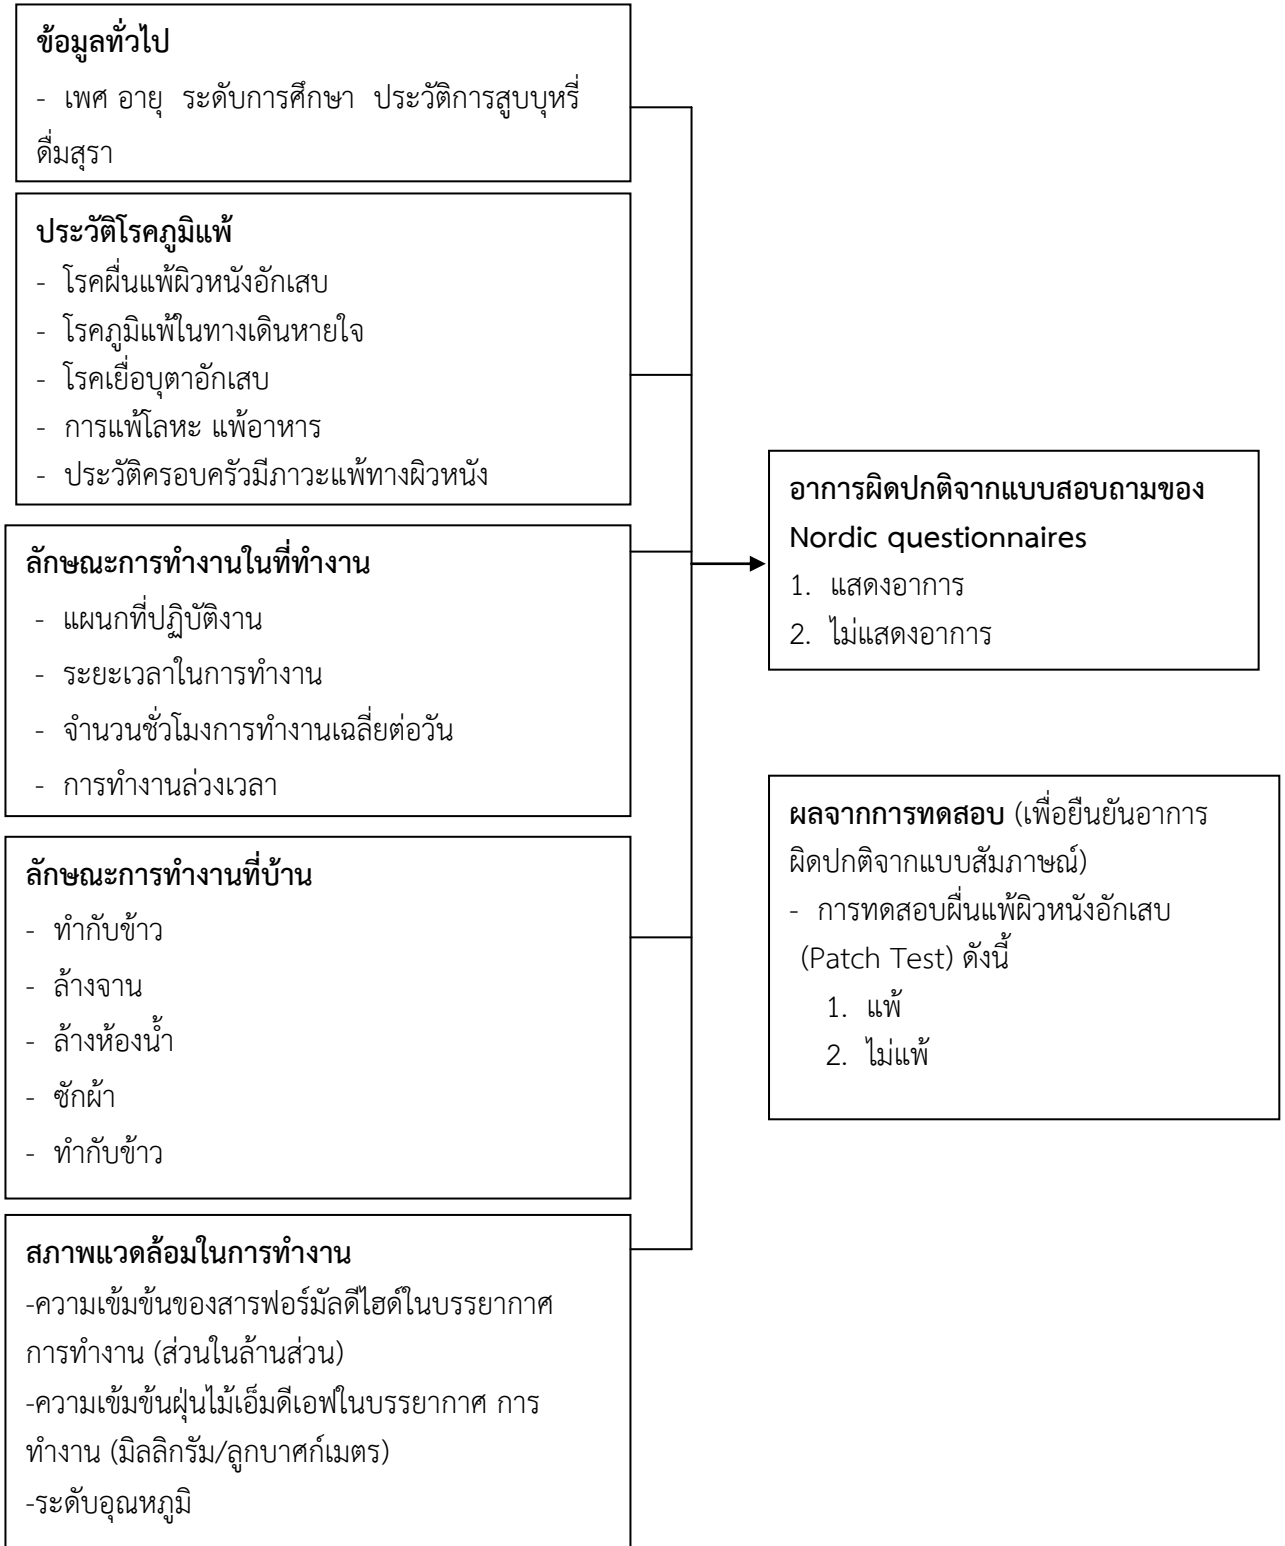 ข้อมูลทั่วไป
- เพศ อายุ ระดับการศึกษา ประวัติการสูบบุหรี่
ดื่มสุรา
ประวัติโรคภูมิแพ้
- โรคผื่นแพ้ผิวหนังอักเสบ
- โรคภูมิแพ้ในทางเดินหายใจ
- โรคเยื่อบุตาอักเสบ
- การแพ้โลหะ แพ้อาหาร
- ประวัติครอบครัวมีภาวะแพ้ทางผิวหนัง
ลักษณะการทำงานในที่ทำงาน
- แผนกที่ปฏิบัติงาน
- ระยะเวลาในการทำงาน
- จำนวนชั่วโมงการทำงานเฉลี่ยต่อวัน
- การทำงานล่วงเวลา
ลักษณะการทำงานที่บ้าน
- ทำกับข้าว
- ล้างจาน
- ล้างห้องน้ำ
- ซักผ้า
- ทำกับข้าว
สภาพแวดล้อมในการทำงาน
-ความเข้มข้นของสารฟอร์มัลดีไฮด์ในบรรยากาศ
การทำงาน (ส่วนในล้านส่วน)
-ความเข้มข้นฝุ่นไม้เอ็มดีเอฟในบรรยากาศ การ
ทำงาน (มิลลิกรัม/ลูกบาศก์เมตร)
-ระดับอุณหภูมิ
อาการผิดปกติจากแบบสอบถามของ
Nordic questionnaires
1. แสดงอาการ
2. ไม่แสดงอาการ
ผลจากการทดสอบ (เพื่อยืนยันอาการ
ผิดปกติจากแบบสัมภาษณ์)
- การทดสอบผื่นแพ้ผิวหนังอักเสบ
(Patch Test) ดังนี้
1. แพ้
2. ไม่แพ้